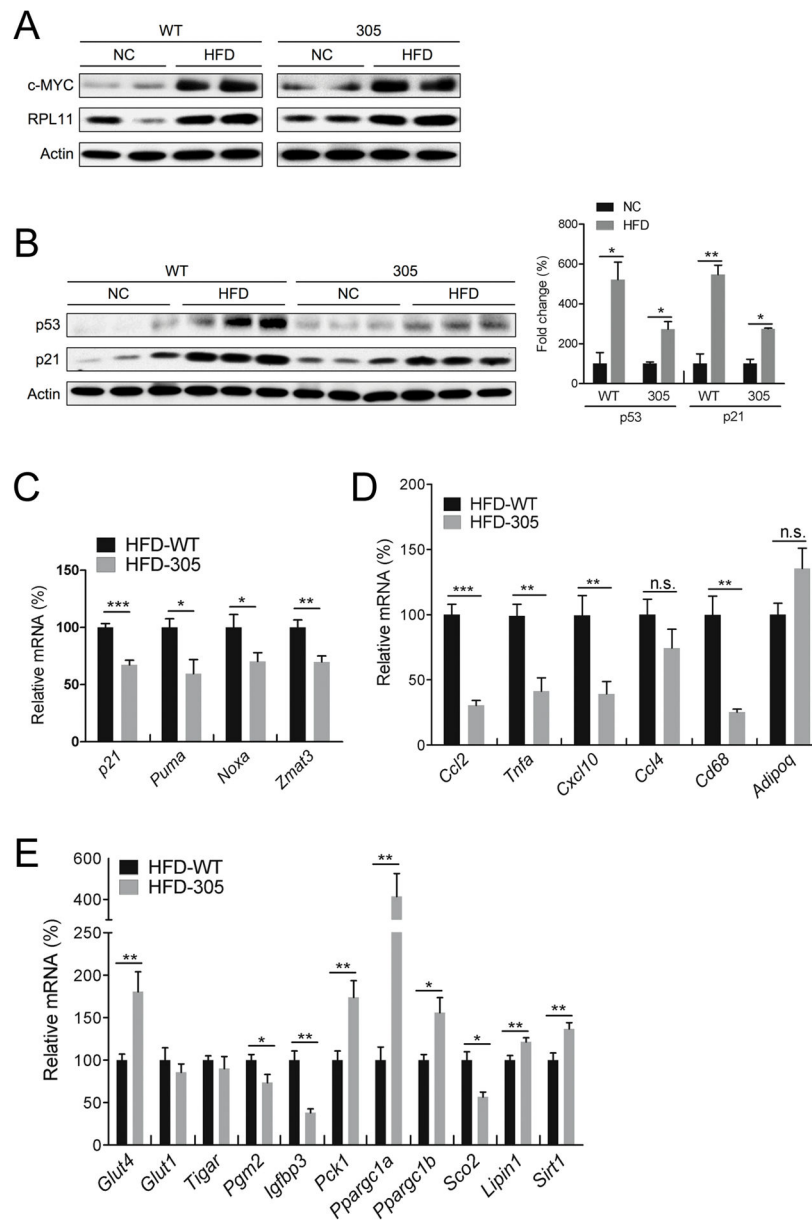 A
WT 305
NC HFD NC HFD
c-MYC
RPL11
Actin
B
WT 305
NC HFD NC HFD
p53
p21
Actin
NC
HFD
Fold change (%)
800
600
400
200
0
* * ** *
WT 305 WT 305
p53 p21
C
HFD-WT
HFD-305
Relative mRNA (%)
150
100
50
0
*** * * **
p21 Puma Noxa Zmat3
D
HFD-WT
HFD-305
Relative mRNA (%)
200
150
100
50
0
*** ** ** n.s. ** n.s.
Ccl2 Tnfa Cxcl10 Ccl4 Cd68 Adipoq
E
HFD-WT
HFD-305
Relative mRNA (%)
600
400
250
200
150
100
50
0
** * ** ** ** * * ** **
Glut4 Glut1 Tigar Pgm2 Igfbp3 Pck1 Ppargc1a Ppargc1b Sco2 Lipin1 Sirt1